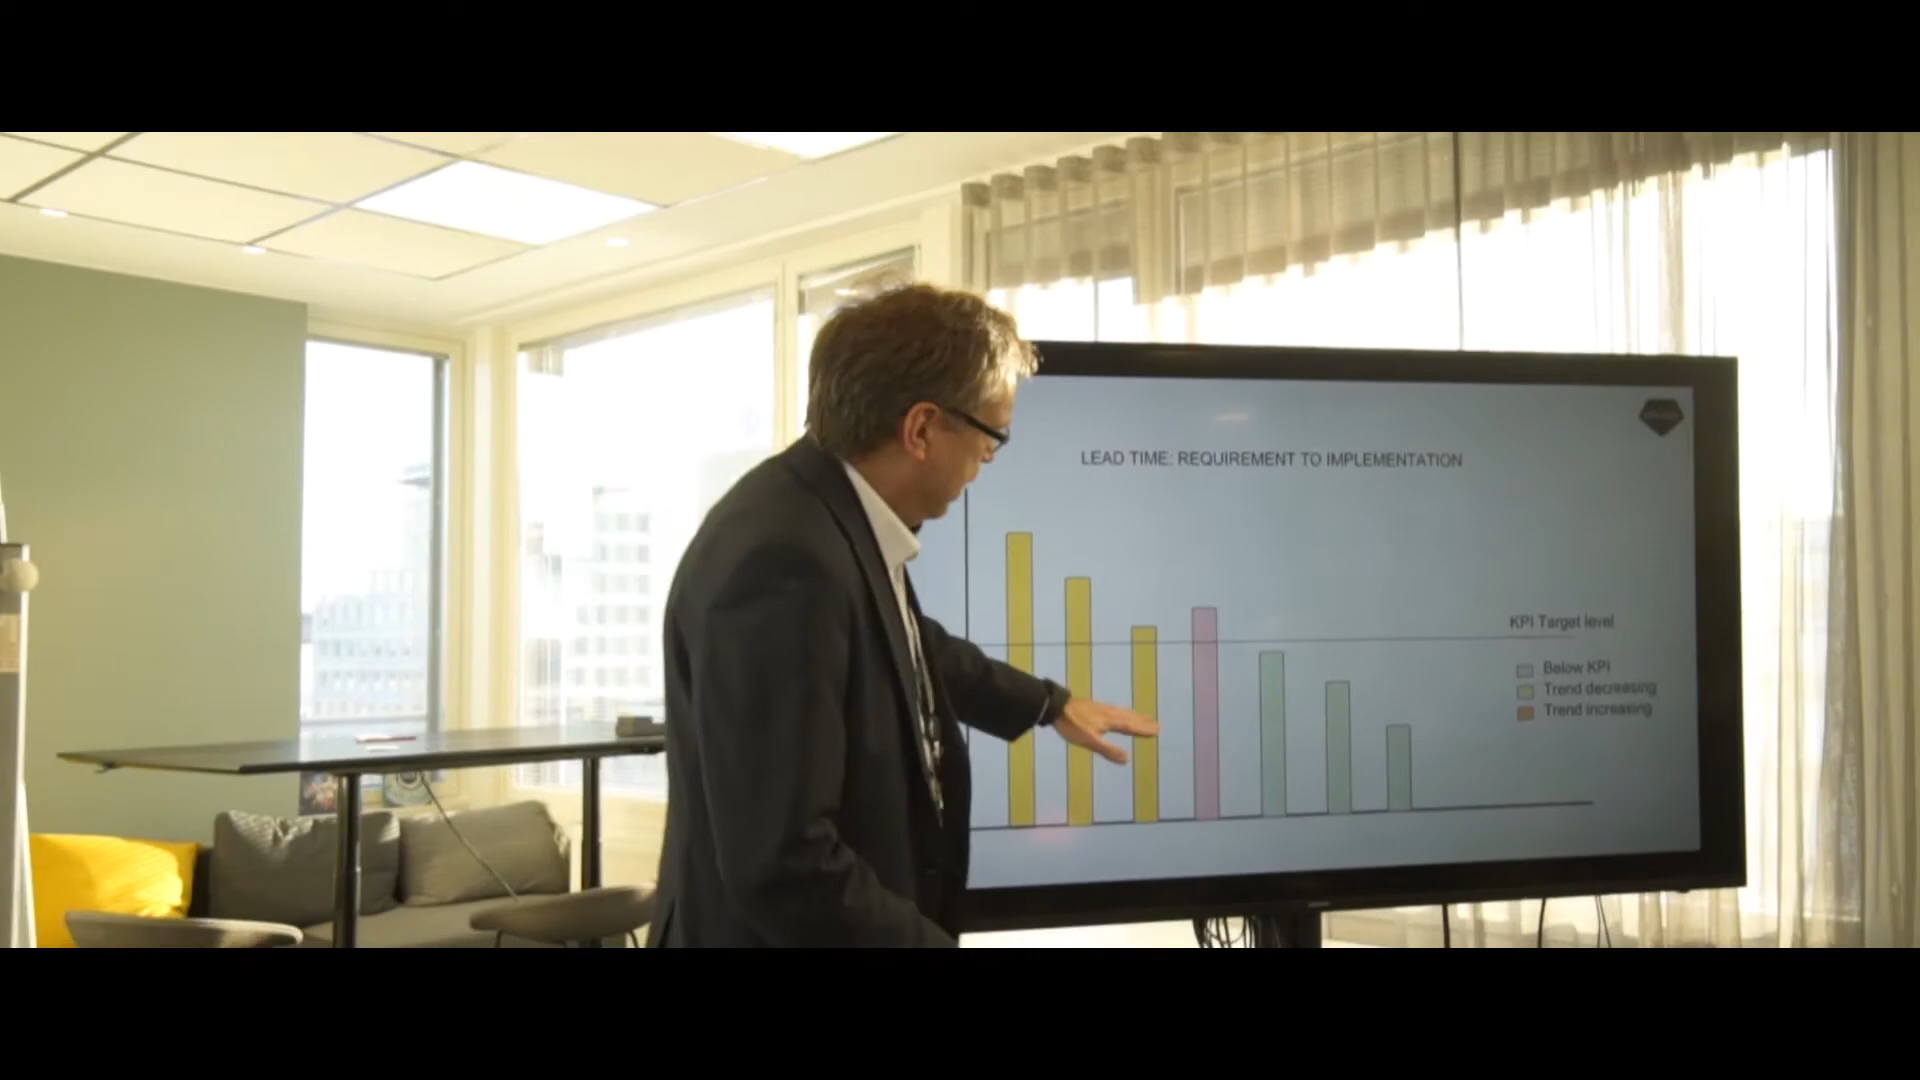 LEAD TIME: REQUIREMENT TO IMPLEMENTATION
KPI Target level
Below KPI
Trend decreasing
Trend increasing